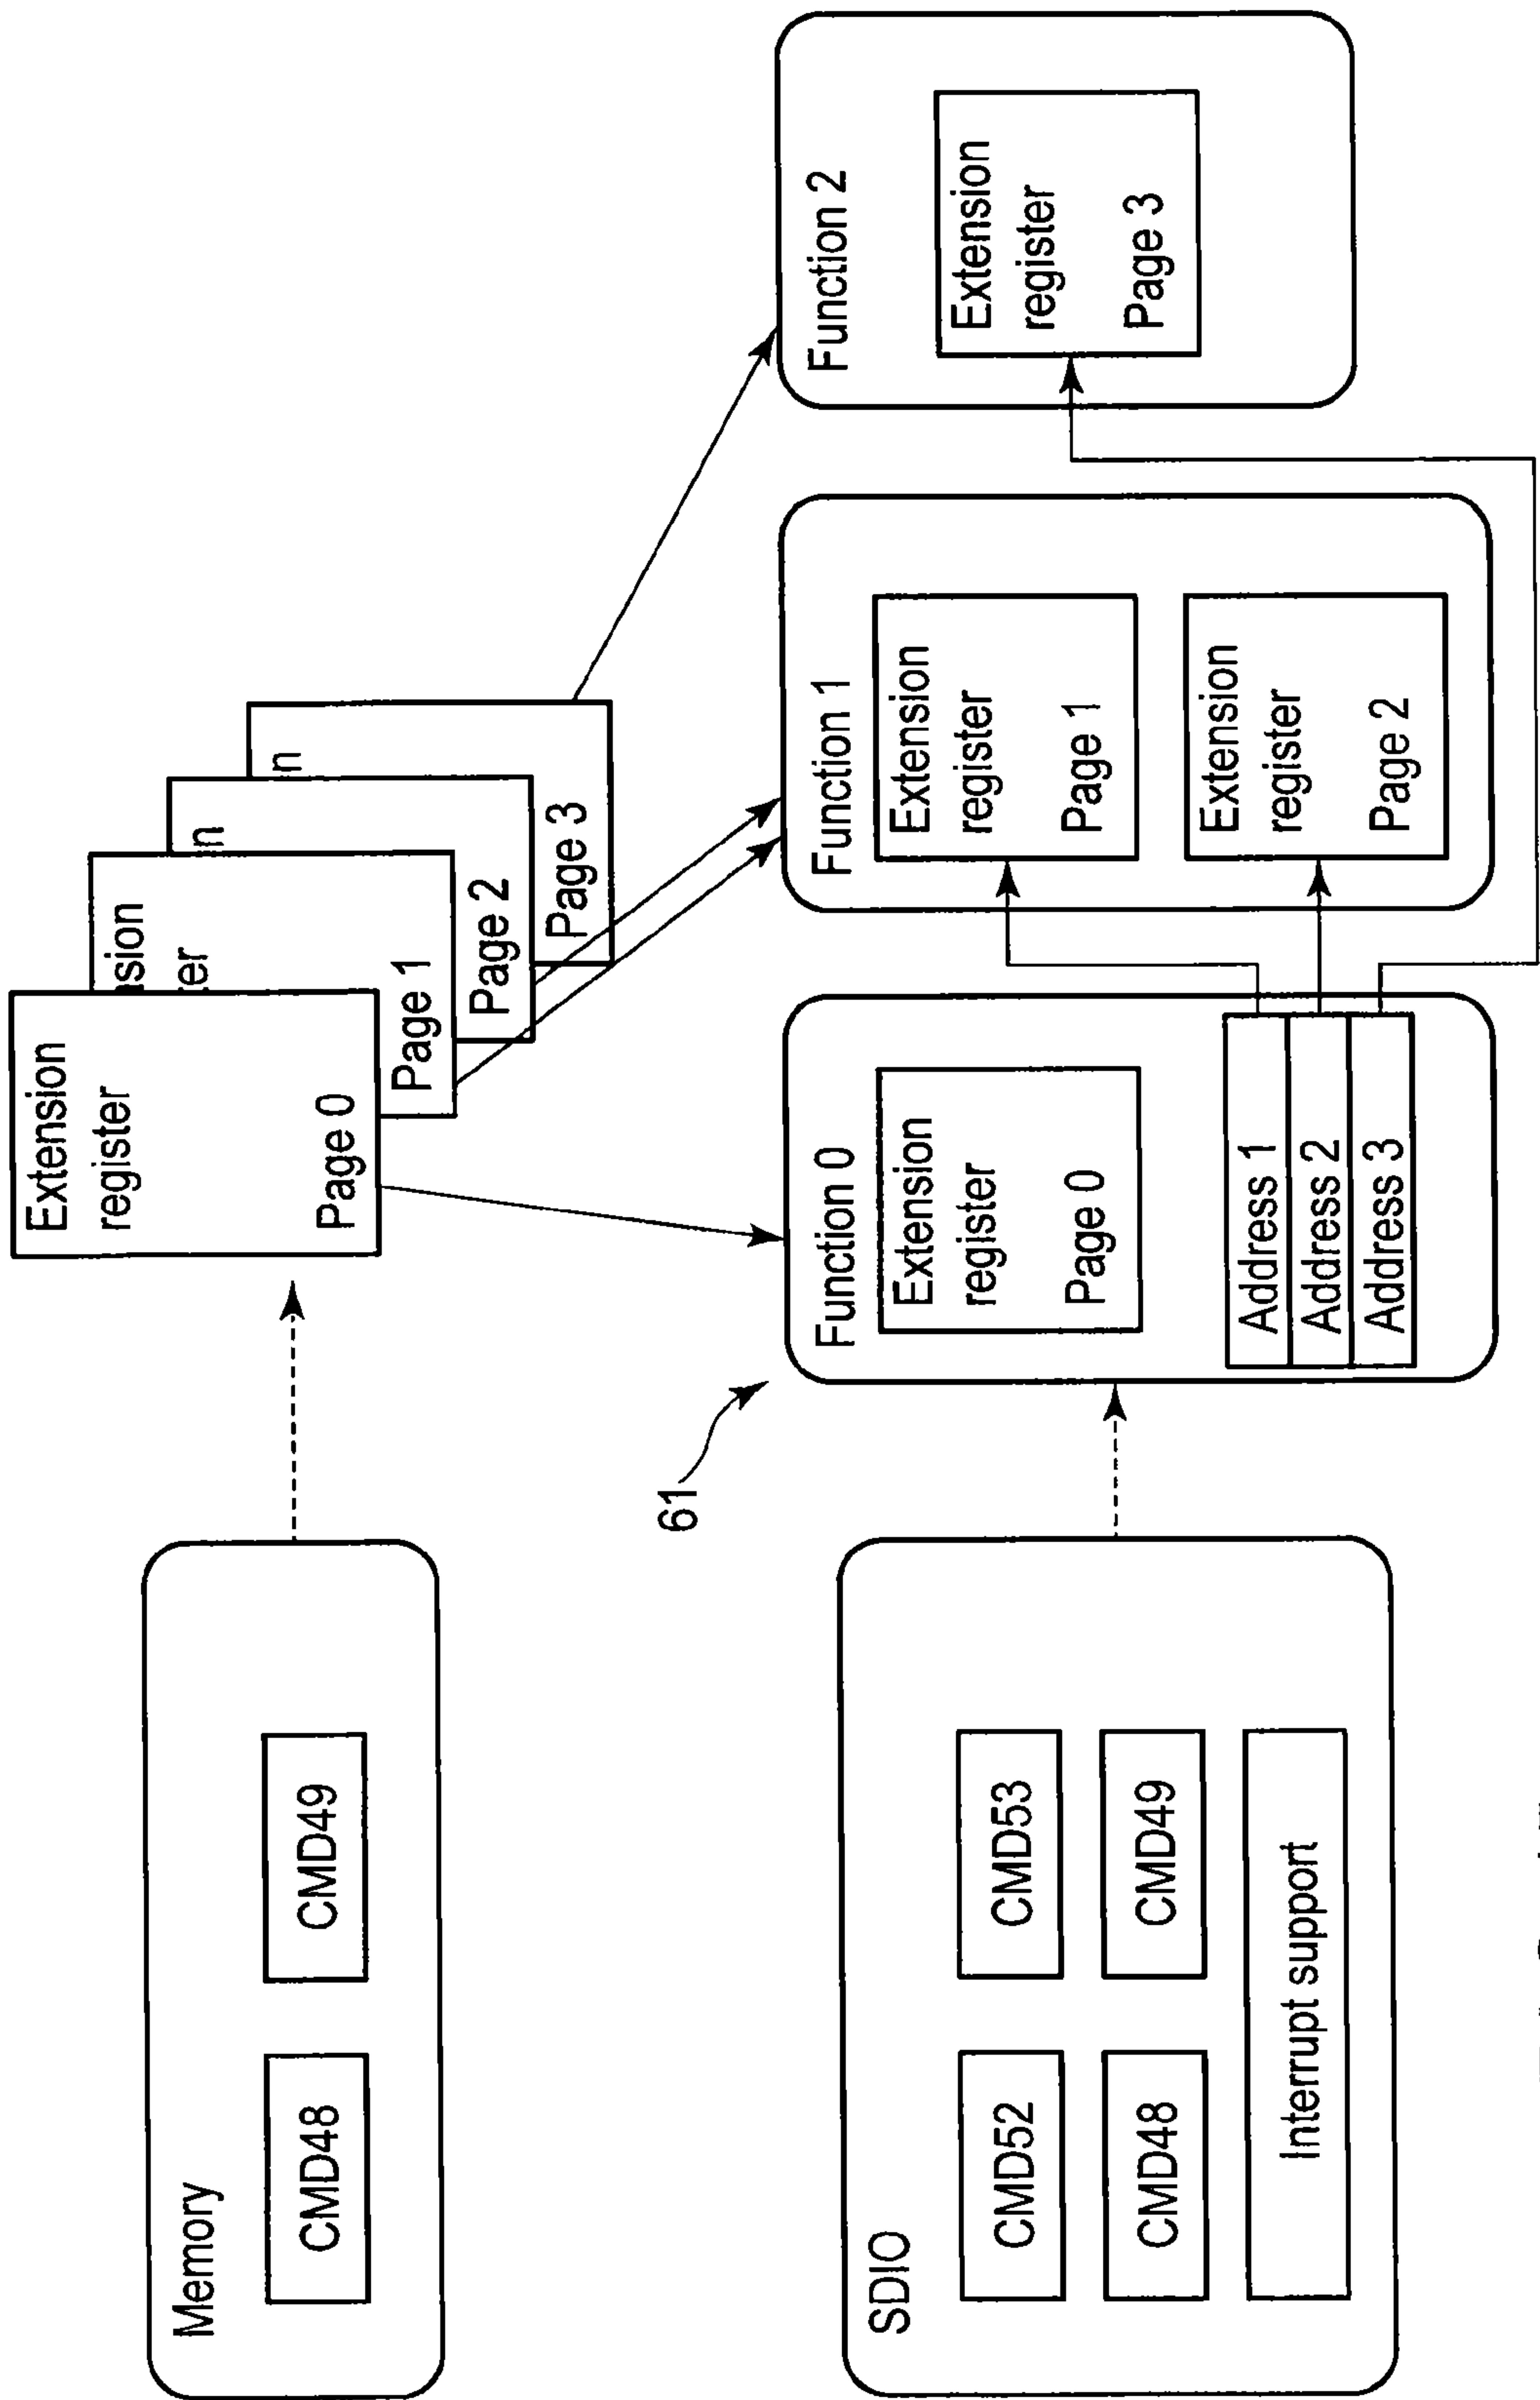 Memory
CMD48
CMD49
Extension
register
Page 0
sion
er
Page 1
n
Page 2
n
Page 3
61
SDIO
CMD52
CMD53
CMD48
CMD49
Interrupt support
Function 0
Extension
register
Page 0
Address 1
Address 2
Address 3
Function 1
Extension
register
Page 1
Extension
register
Page 2
Function 2
Extension
register
Page 3